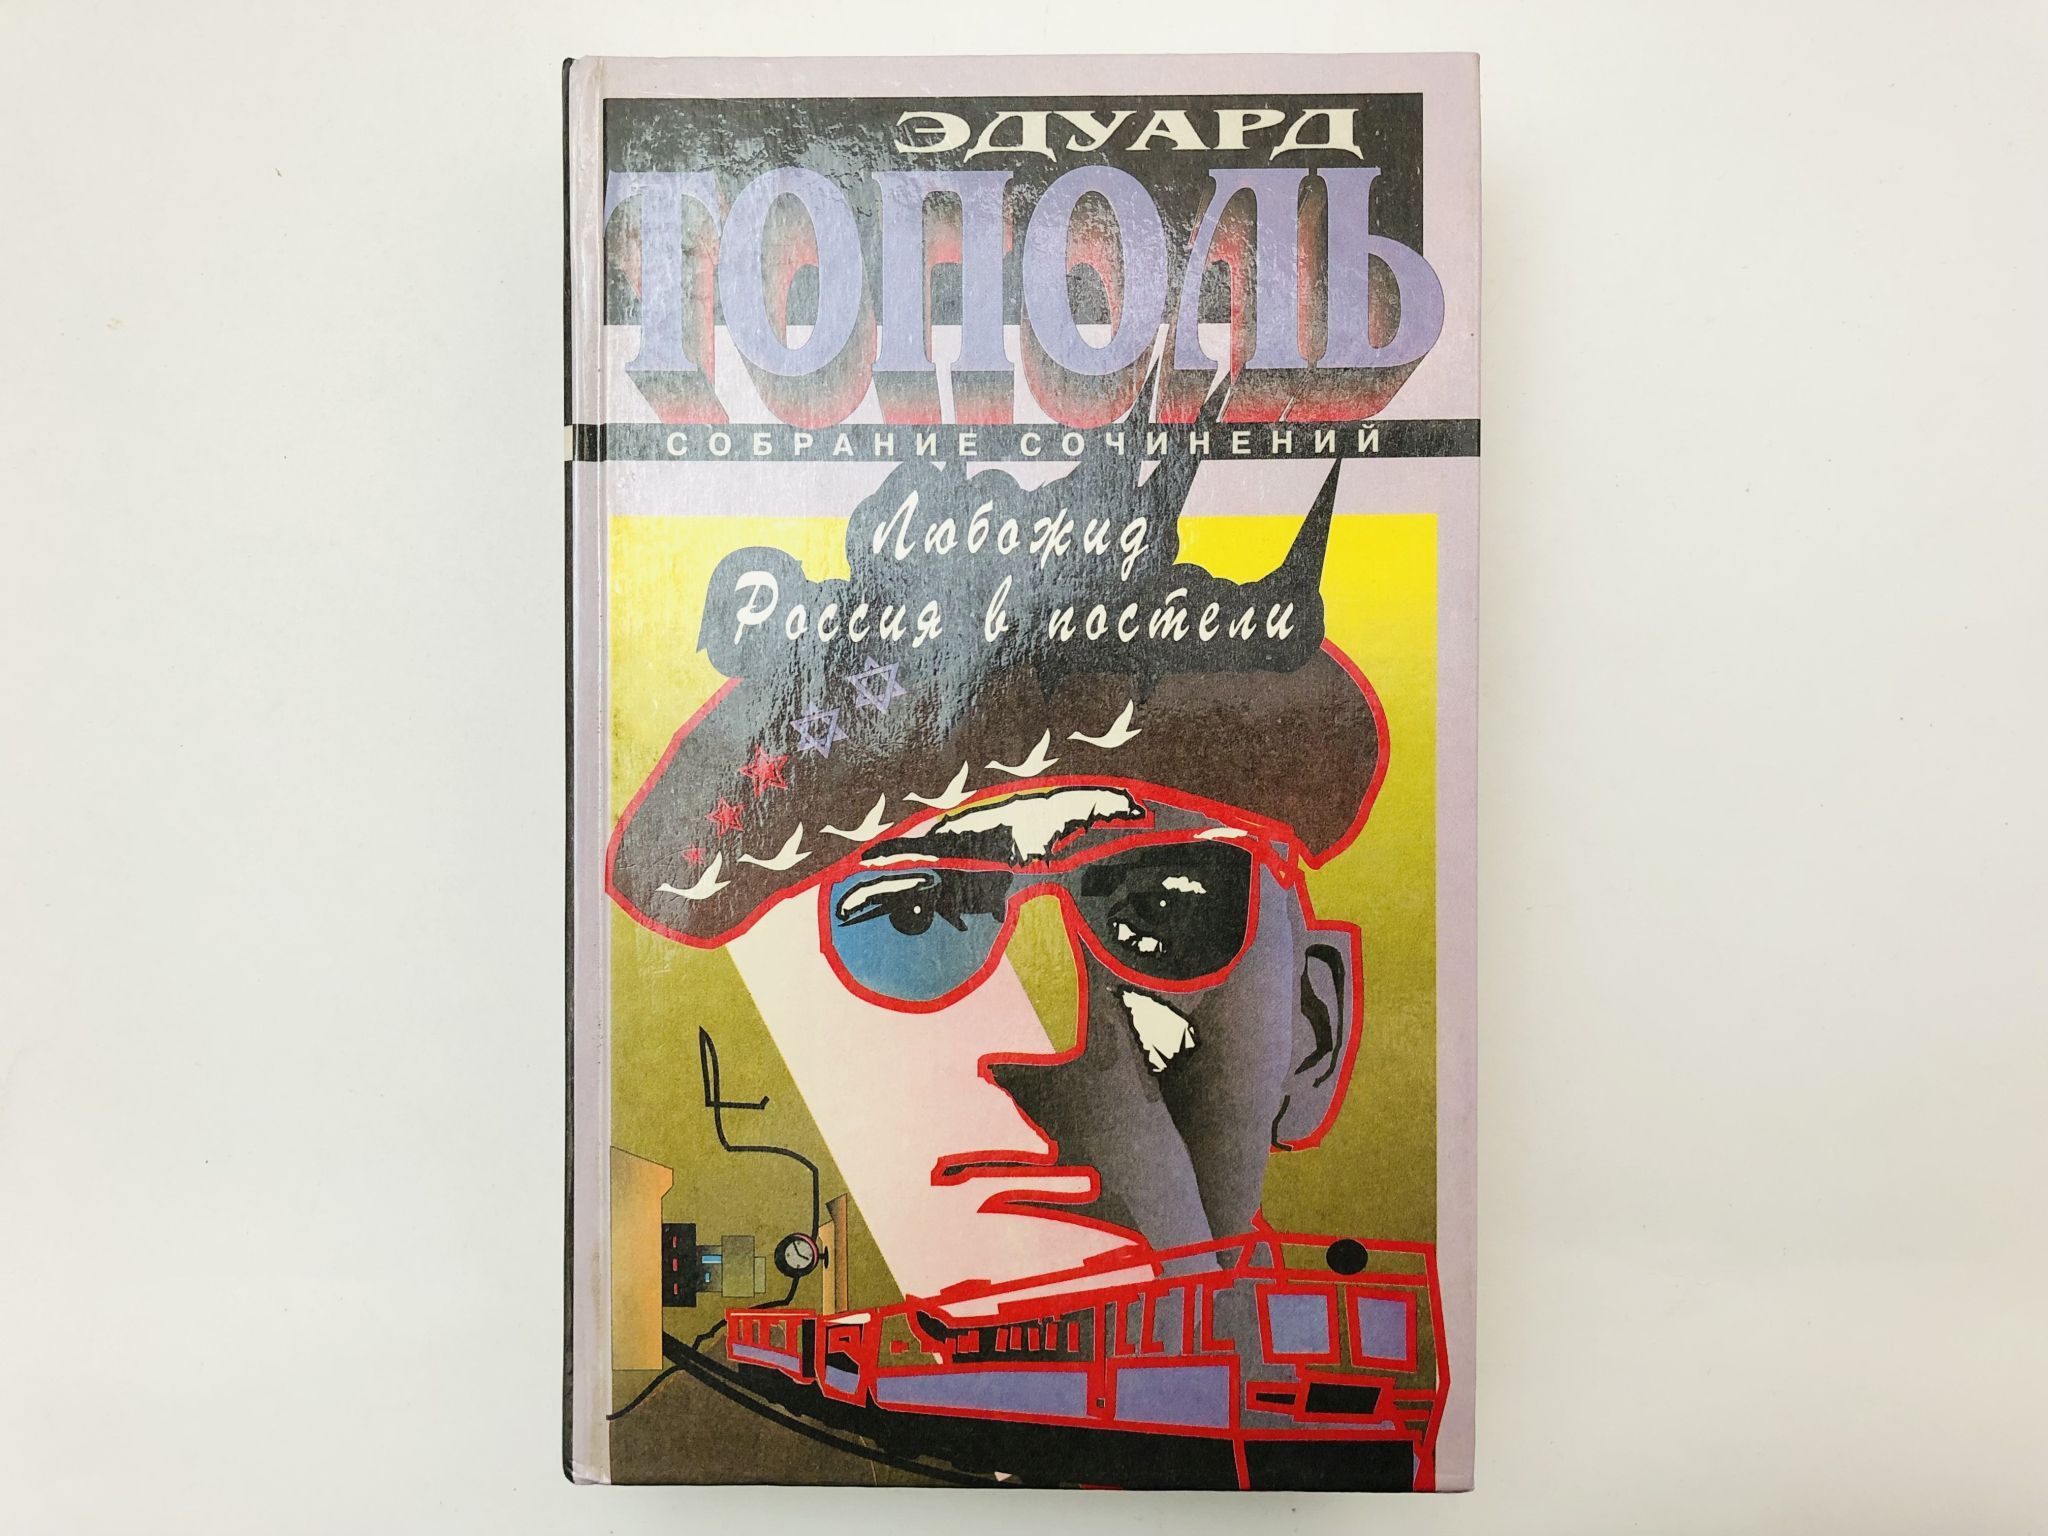 ЭДУАРД
ТОПОЛЬ
СОБРАНИЕ СОЧИНЕНИЙ
Любожид
Россия в постели